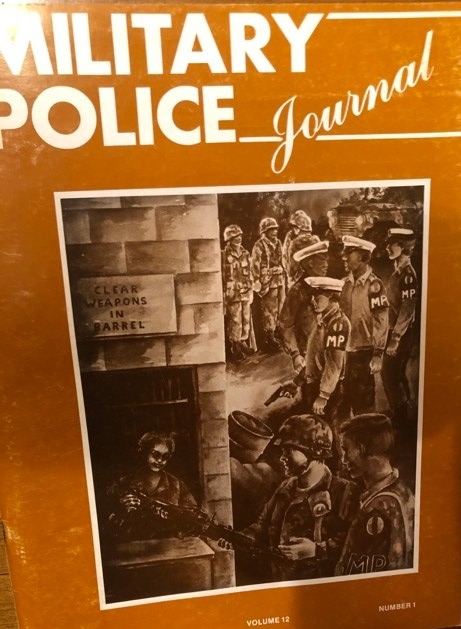 MILITARY
POLICE
Journal
CLEAR
WEAPONS
IN
BARREL
MP
MP
MP
MP
VOLUME 12
NUMBER 1